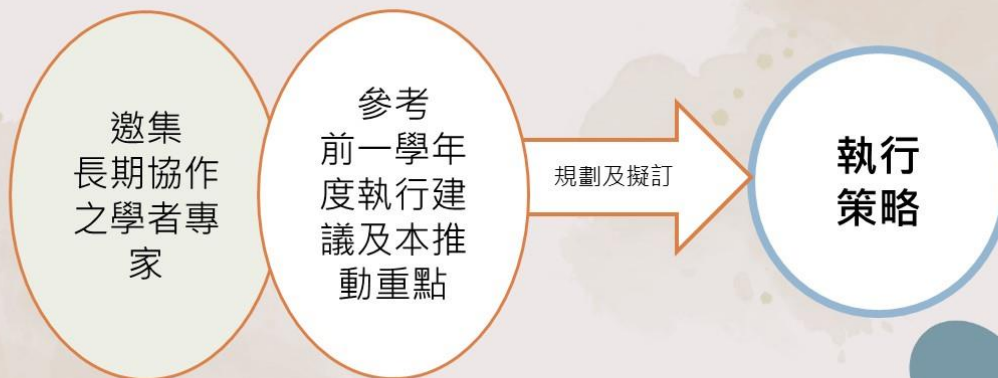 邀集
長期協作
之學者專
家
參考
前一學年
度執行建
議及本推
動重點
規劃及擬訂
執行
策略